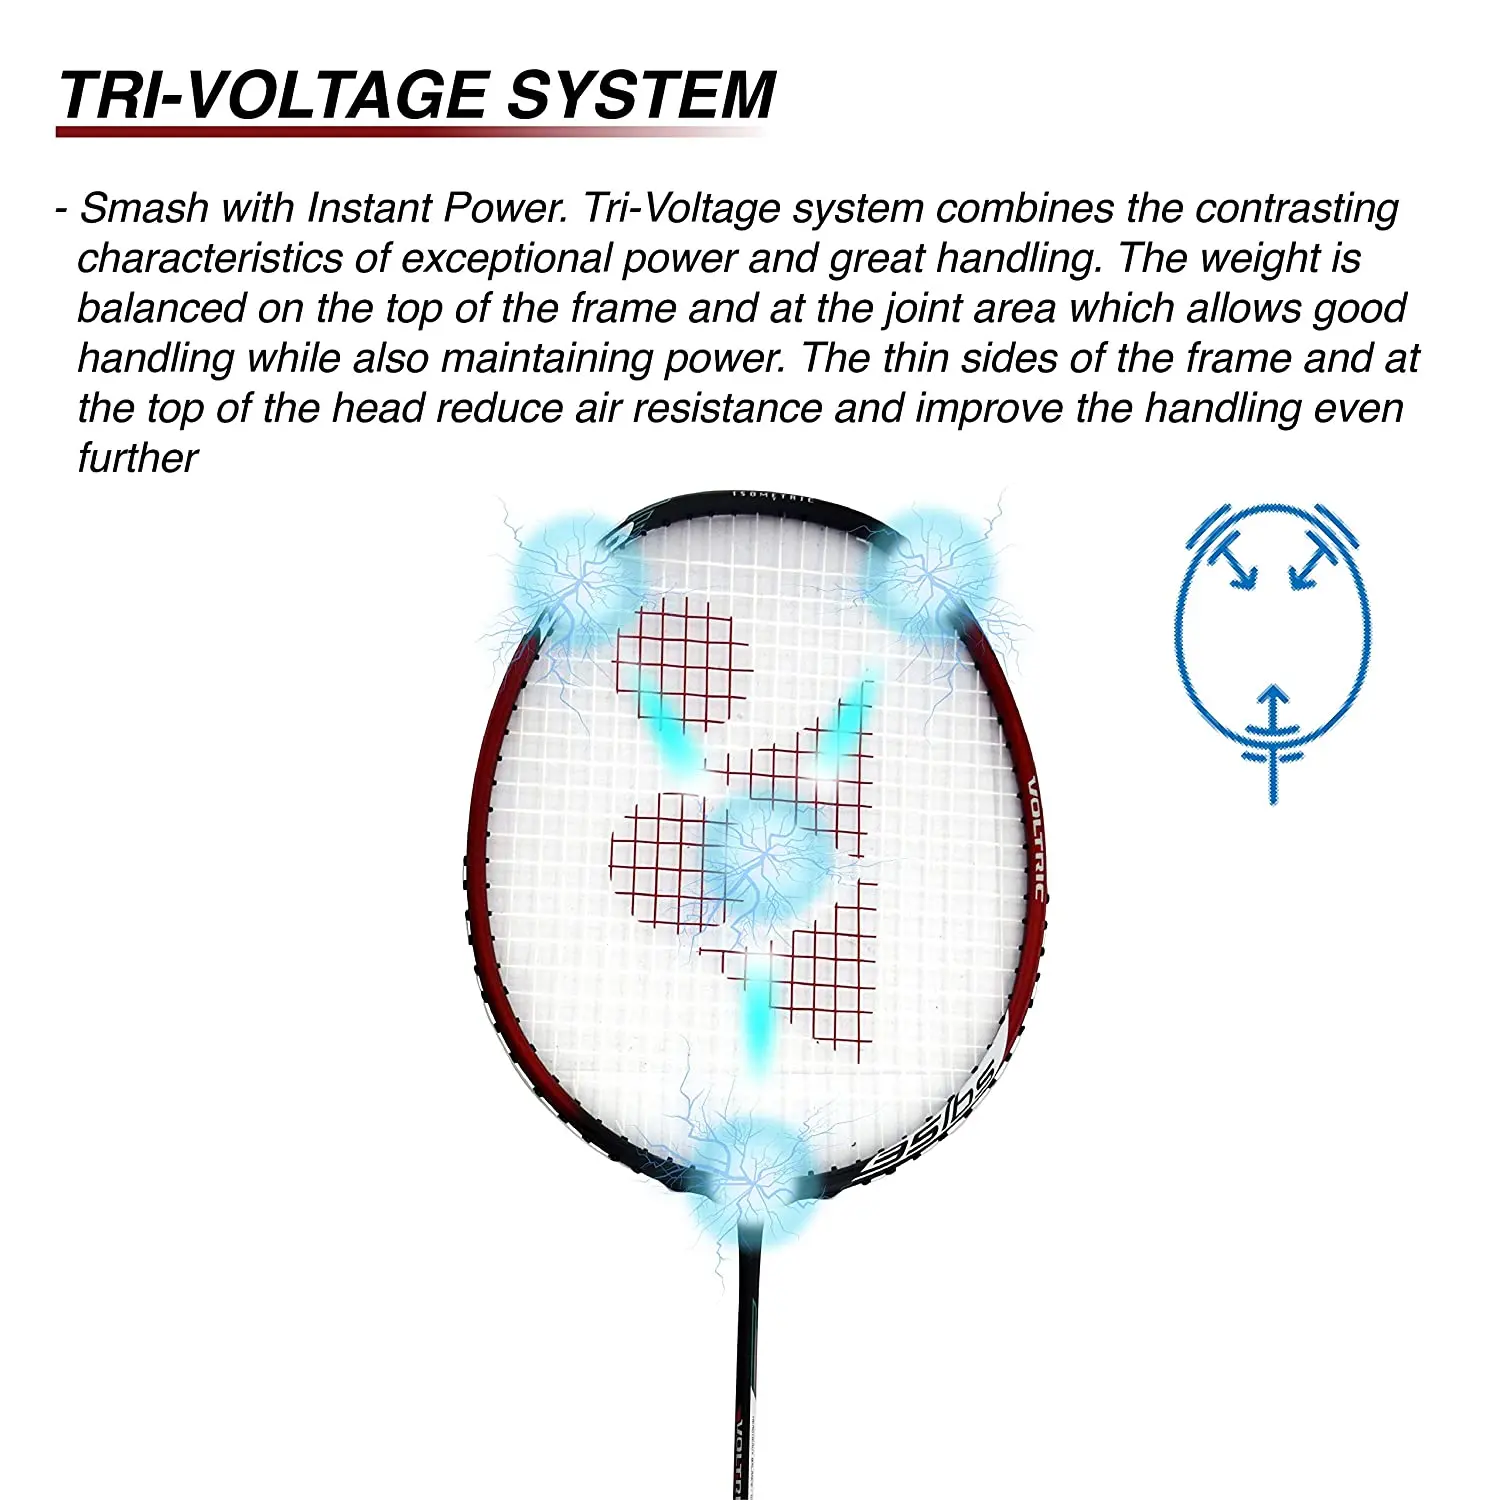 TRI-VOLTAGE SYSTEM
- Smash with Instant Power. Tri-Voltage system combines the contrasting
characteristics of exceptional power and great handling. The weight is
balanced on the top of the frame and at the joint area which allows good
handling while also maintaining power. The thin sides of the frame and at
the top of the head reduce air resistance and improve the handling even
further
ISOMETRIC
VOLTRIC
VOLTRI